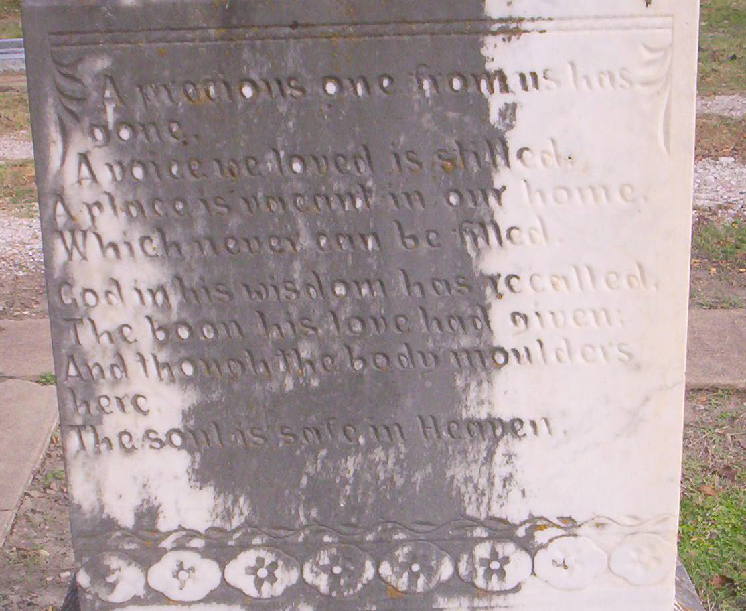 A precious one from us has
gone.
A voice we loved is stilled.
A place is vacant in our home,
Which never can be filled.
God in his wisdom has recalled,
The boon his love had given:
And though the body moulders
here
The soul is safe in Heaven.